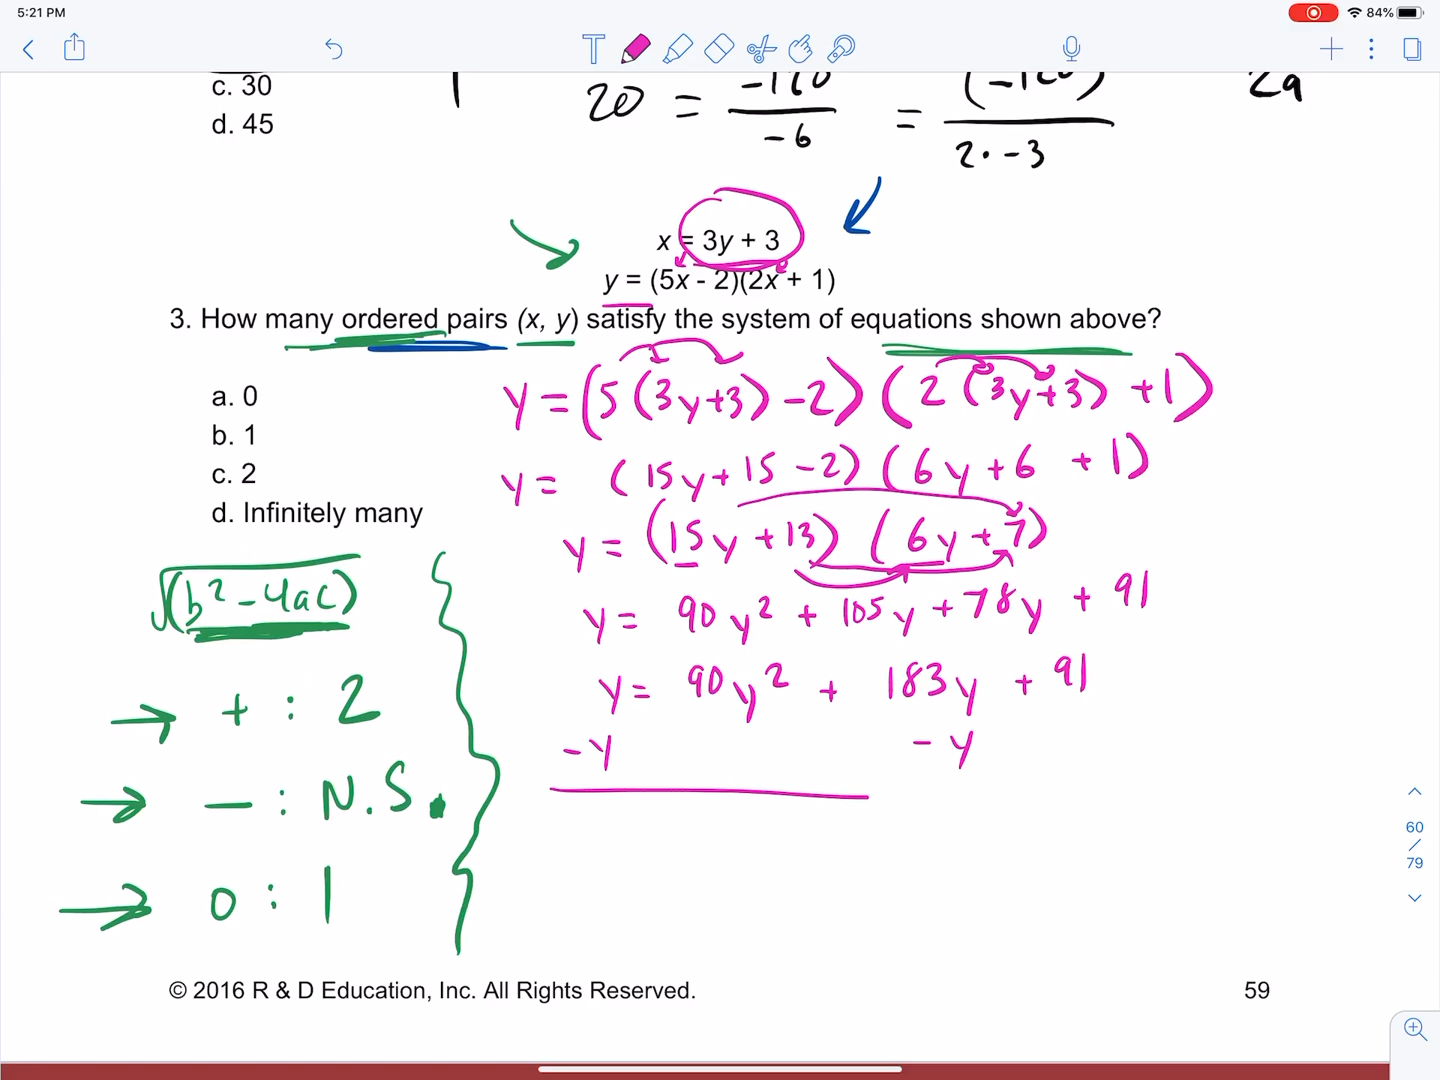 5:21 PM
84%
c. 30
d. 45
20 = -160/-6 = (-160)/2 · -3
2a
x = 3y + 3
y = (5x - 2)(2x + 1)
3. How many ordered pairs (x, y) satisfy the system of equations shown above?
a. 0
b. 1
c. 2
d. Infinitely many
y = (5(3y+3) - 2) (2(3y+3) + 1)
y = (15y + 15 - 2) (6y + 6 + 1)
y = (15y + 13) (6y + 7)
y = 90y² + 105y + 78y + 91
y = 90y² + 183y + 91
-y - y
√(b² - 4ac)
→ + : 2
→ — : N.S.
→ 0 : 1
60
/
79
© 2016 R & D Education, Inc. All Rights Reserved.
59